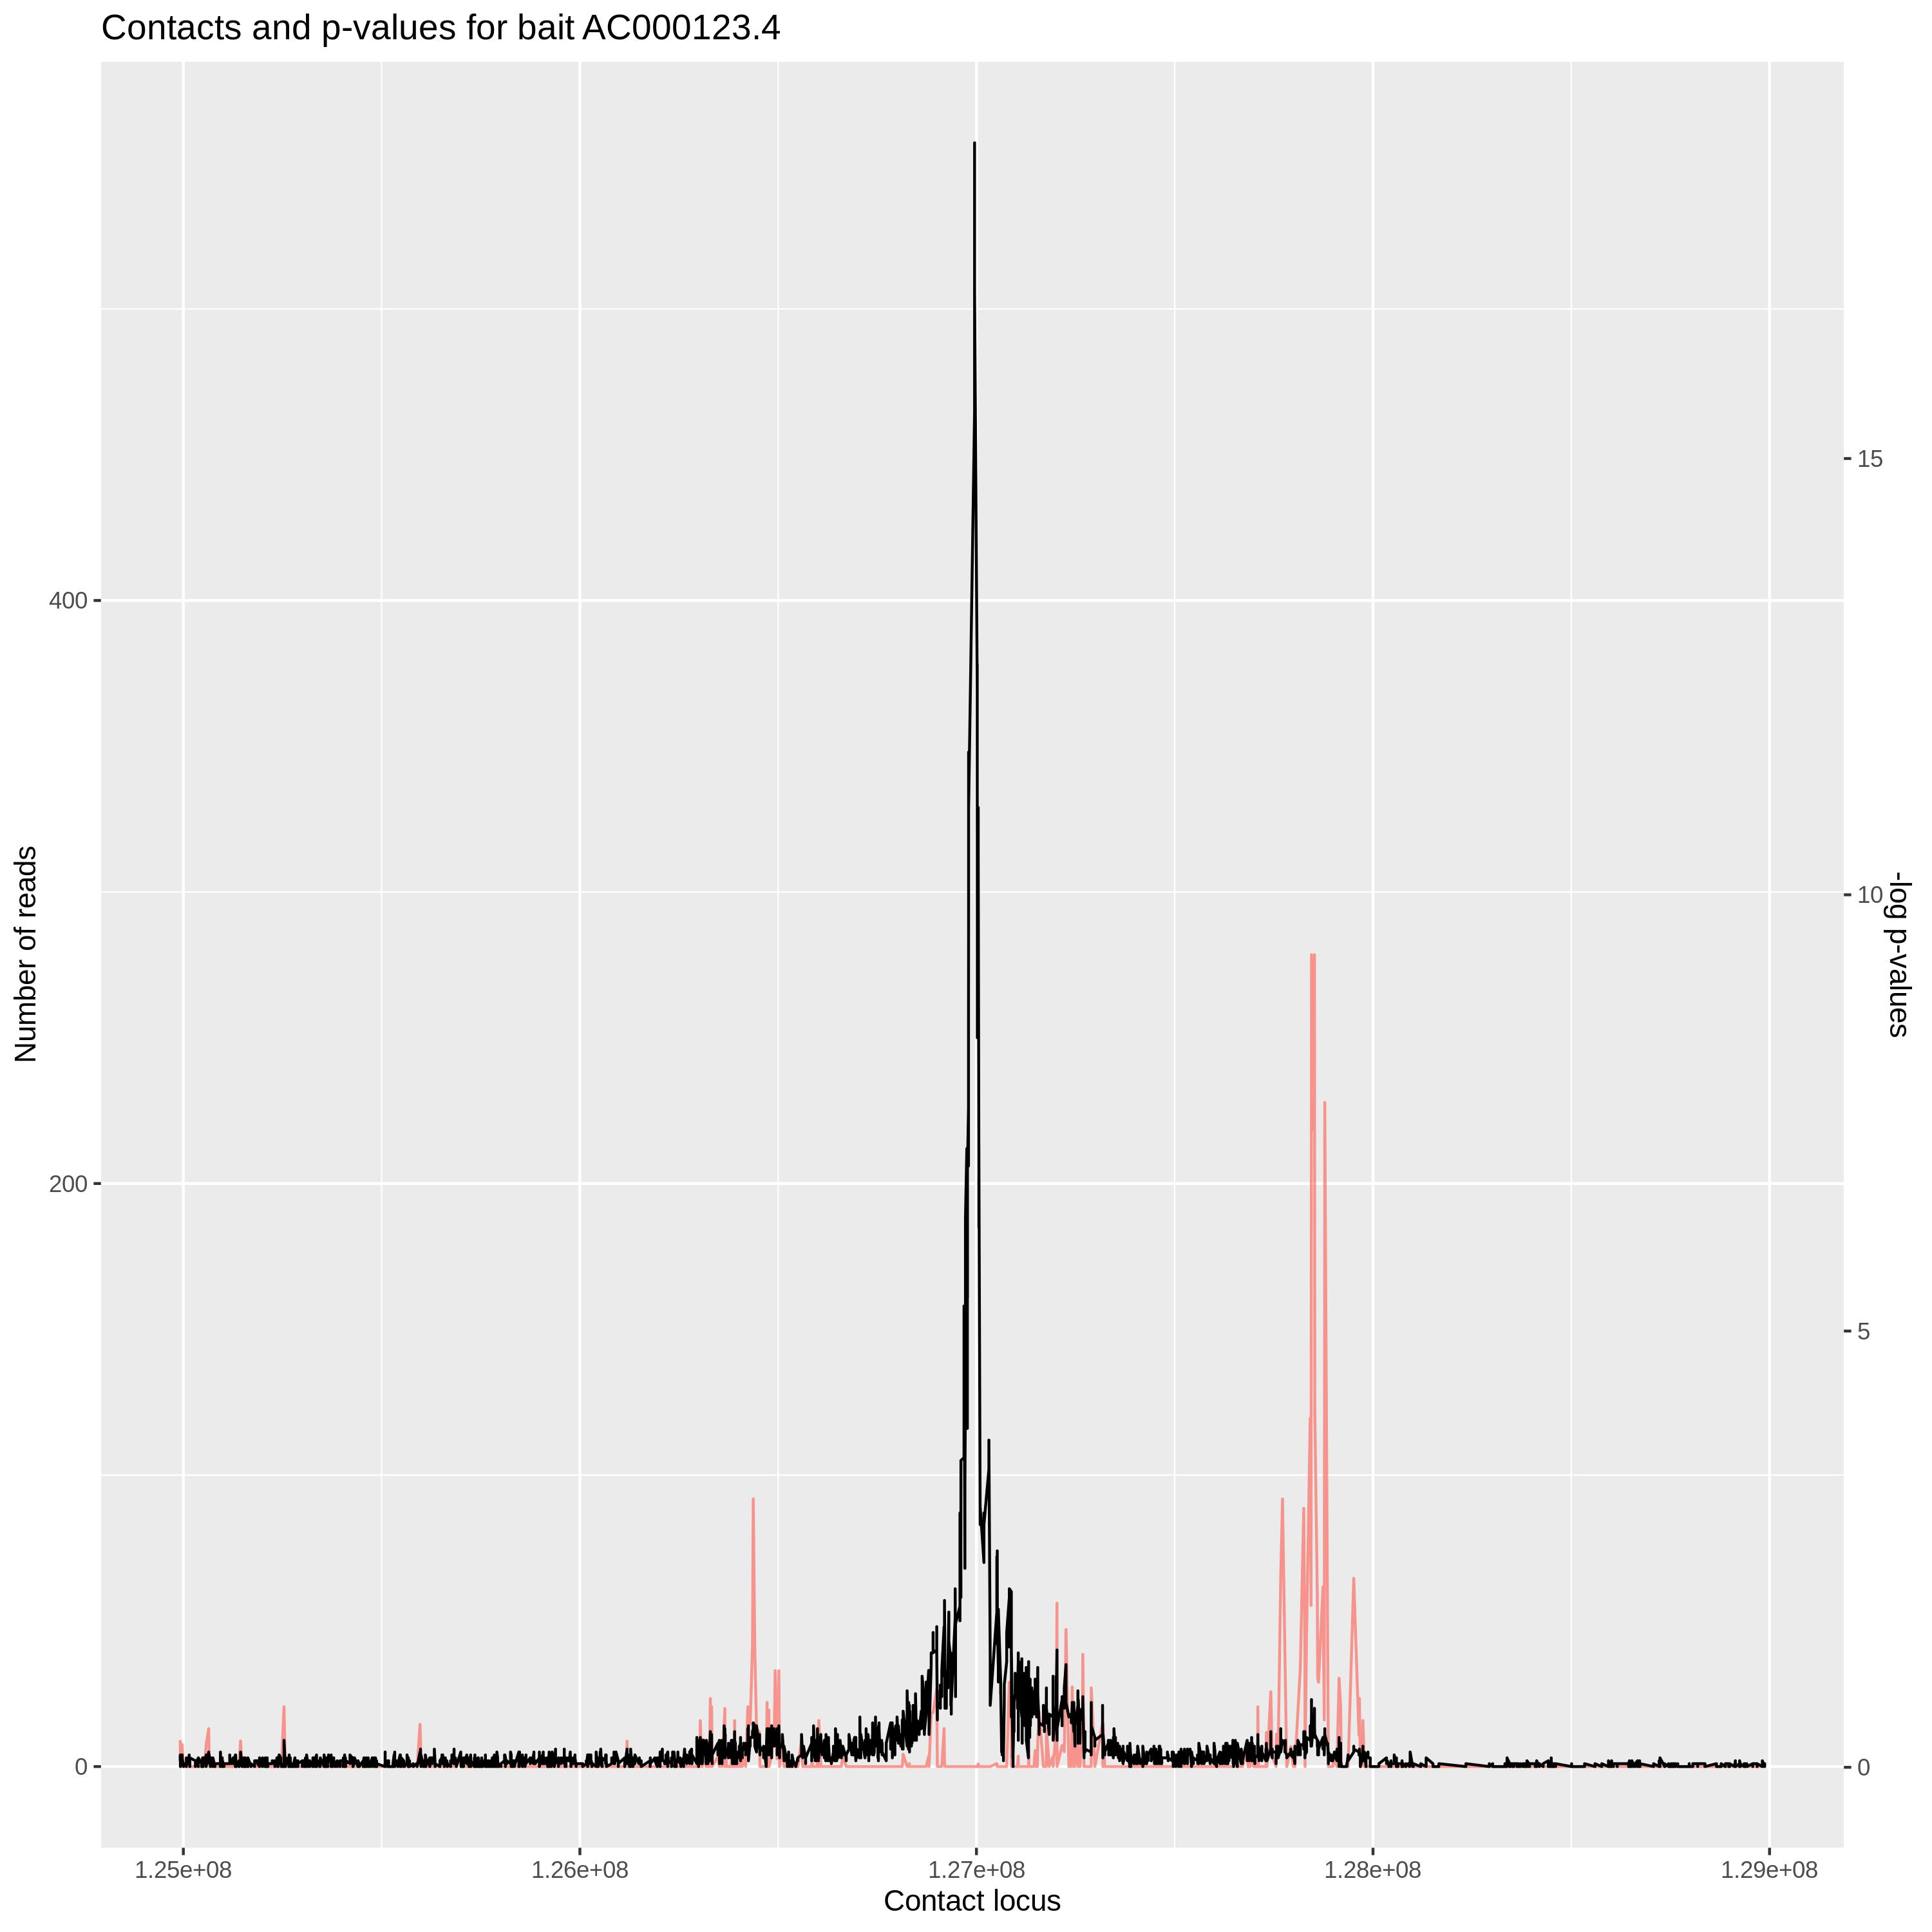 Contacts and p-values for bait AC000123.4
Number of reads
400
200
0
15
10
5
0
-log p-values
1.25e+08
1.26e+08
1.27e+08
1.28e+08
1.29e+08
Contact locus